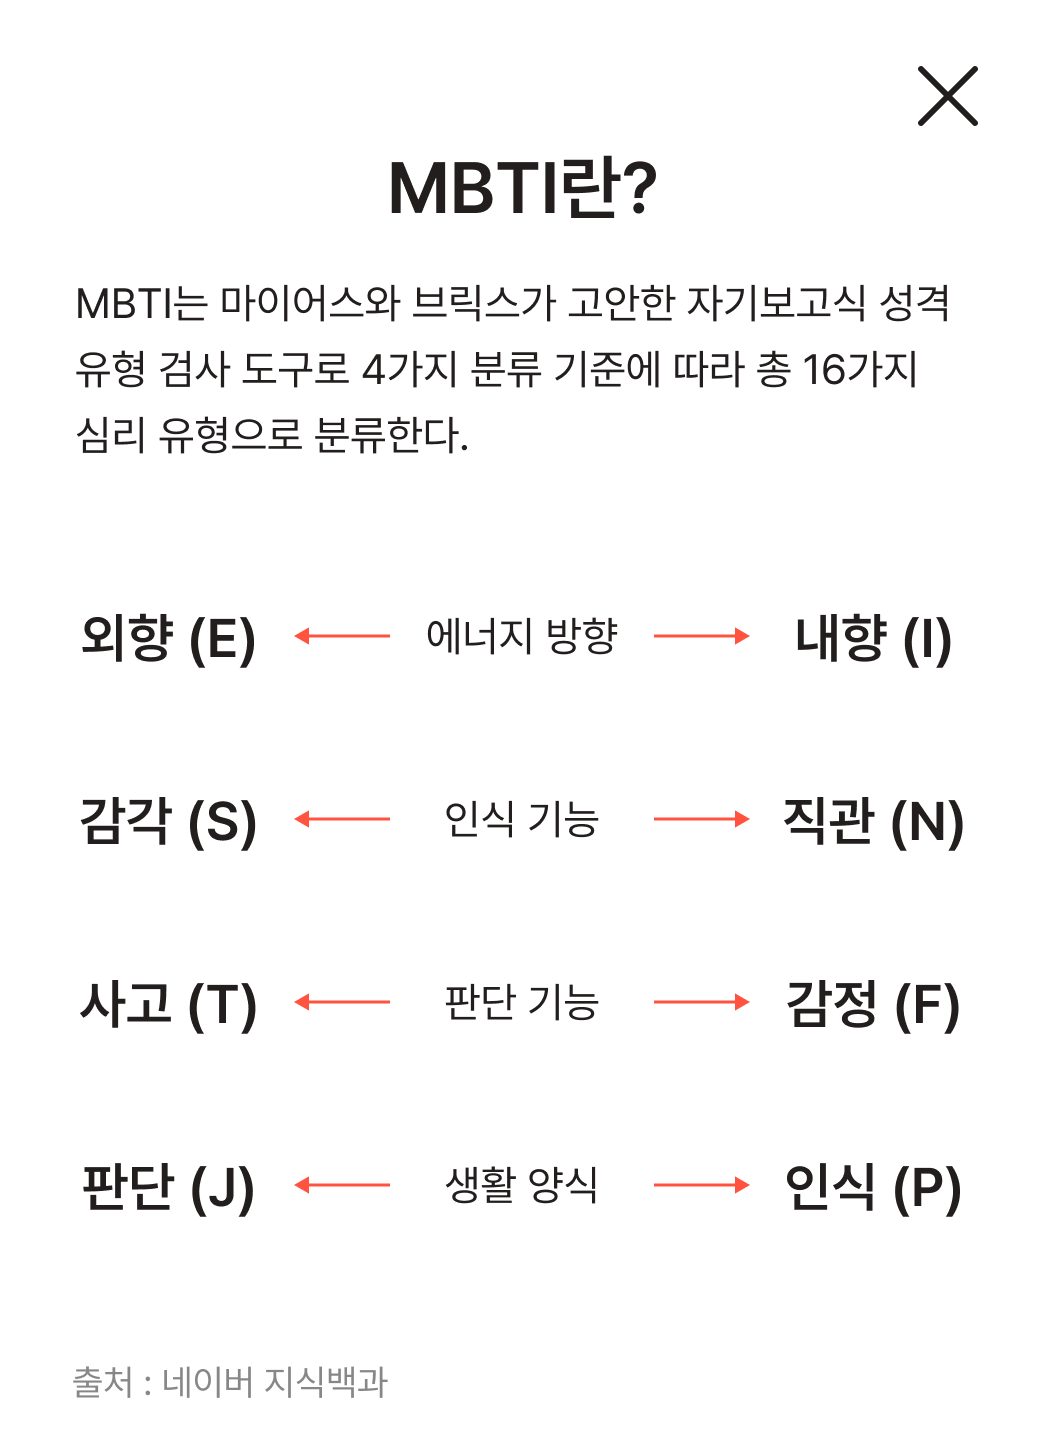 MBTI란?
MBTI는 마이어스와 브릭스가 고안한 자기보고식 성격
유형 검사 도구로 4가지 분류 기준에 따라 총 16가지
심리 유형으로 분류한다.
외향 (E) 에너지 방향 내향 (I)
감각 (S) 인식 기능 직관 (N)
사고 (T) 판단 기능 감정 (F)
판단 (J) 생활 양식 인식 (P)
출처 : 네이버 지식백과